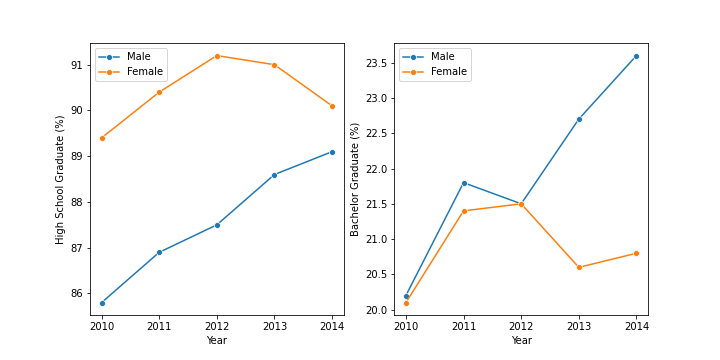 Male
Female
High School Graduate (%)
91
90
89
88
87
86
2010 2011 2012 2013 2014
Year
Male
Female
Bachelor Graduate (%)
23.5
23.0
22.5
22.0
21.5
21.0
20.5
20.0
2010 2011 2012 2013 2014
Year